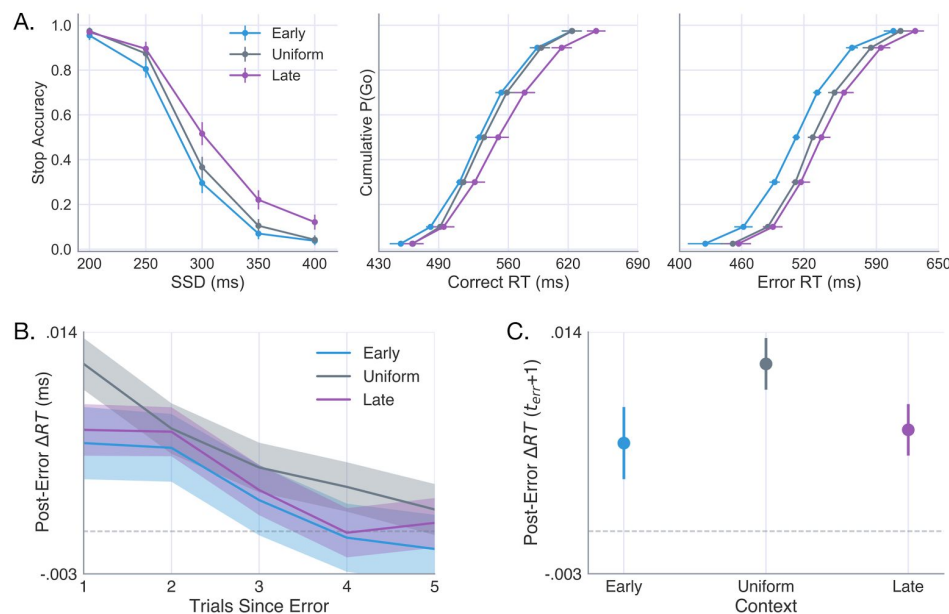 A.
Stop Accuracy
1.0
0.8
0.6
0.4
0.2
0.0
Early
Uniform
Late
200 250 300 350 400
SSD (ms)
Cumulative P(Go)
430 490 560 620 690
Correct RT (ms)
400 460 520 590 650
Error RT (ms)
B.
Post-Error ΔRT (ms)
.014
-.003
Early
Uniform
Late
1 2 3 4 5
Trials Since Error
C.
Post-Error ΔRT (terr+1)
.014
-.003
Early Uniform Late
Context